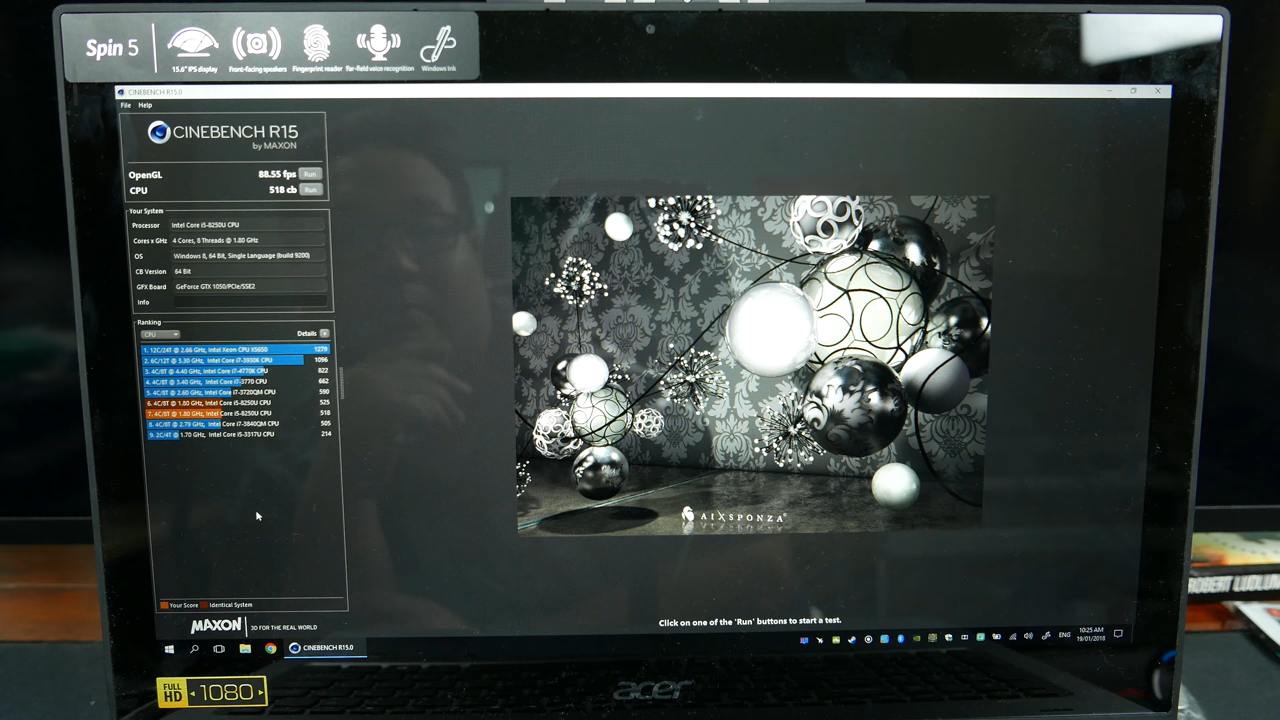 Spin 5
15.6" IPS display
Front-facing speakers
Fingerprint reader
Far-field voice recognition
Windows Ink
CINEBENCH R15.0
File Help
CINEBENCH R15
by MAXON
OpenGL 88.55 fps Run
CPU 518 cb Run
Your System
Processor Intel Core i5-8250U CPU
Cores x GHz 4 Cores, 8 Threads @ 1.80 GHz
OS Windows 8, 64 Bit, Single Language (build 9200)
CB Version 64 Bit
GFX Board GeForce GTX 1050/PCIe/SSE2
Info
Ranking
CPU Details
1. 12C/24T @ 2.66 GHz, Intel Xeon CPU X5650 1279
2. 6C/12T @ 3.30 GHz, Intel Core i7-3930K CPU 1096
3. 4C/8T @ 4.40 GHz, Intel Core i7-4770K CPU 822
4. 4C/8T @ 3.40 GHz, Intel Core i7-3770 CPU 662
5. 4C/8T @ 2.60 GHz, Intel Core i7-3720QM CPU 590
6. 4C/8T @ 1.80 GHz, Intel Core i5-8250U CPU 525
7. 4C/8T @ 1.80 GHz, Intel Core i5-8250U CPU 518
8. 4C/8T @ 2.79 GHz, Intel Core i7-3840QM CPU 505
9. 2C/4T @ 1.70 GHz, Intel Core i5-3317U CPU 214
AIXSPONZA
Your Score Identical System
MAXON 3D FOR THE REAL WORLD
Click on one of the 'Run' buttons to start a test.
CINEBENCH R15.0
ENG
10:25 AM
19/01/2018
FULL HD 1080
acer
ROBERT LUDLUM